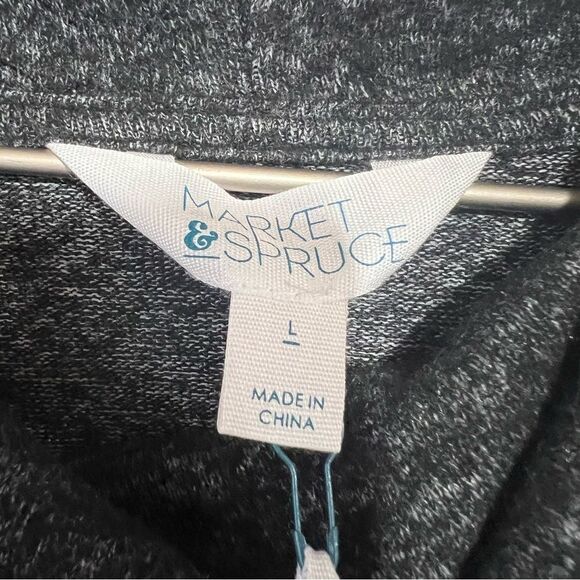 MARKET
& SPRUCE
L
MADE IN
CHINA